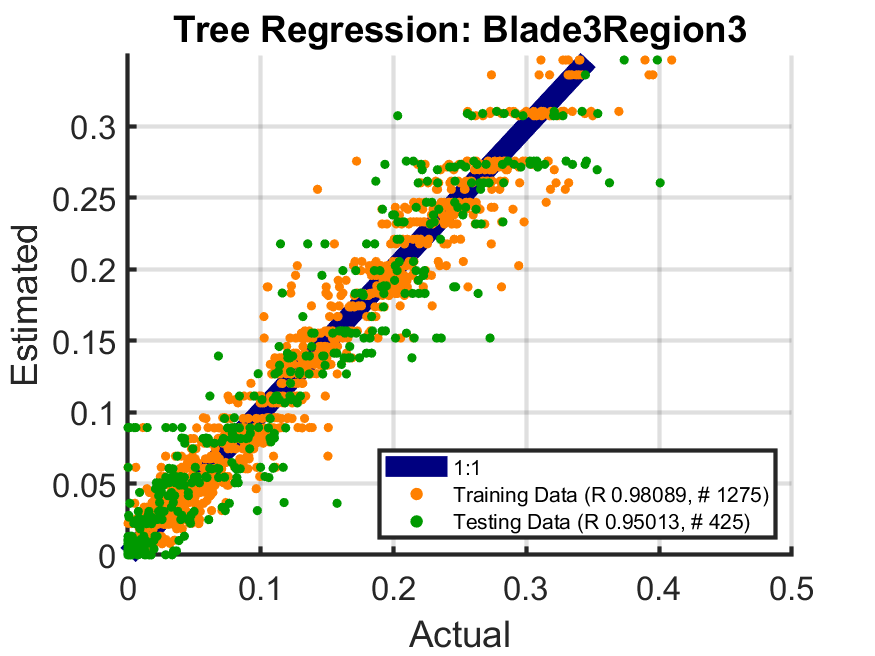 Tree Regression: Blade3Region3
Estimated
0.3
0.25
0.2
0.15
0.1
0.05
0
0 0.1 0.2 0.3 0.4 0.5
Actual
1:1
Training Data (R 0.98089, # 1275)
Testing Data (R 0.95013, # 425)